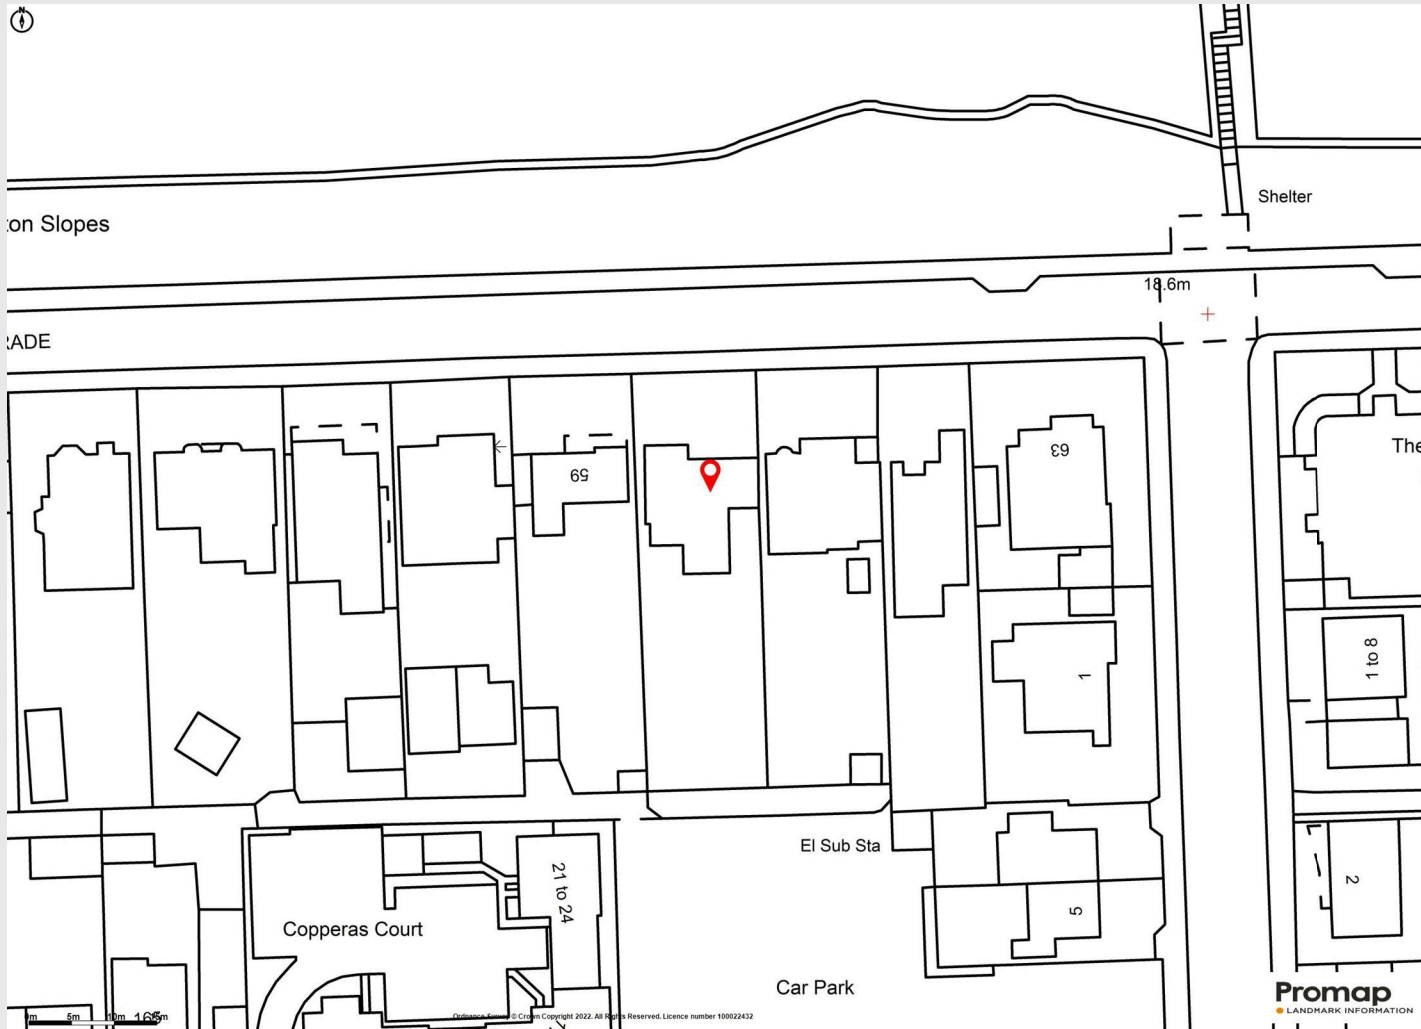 N
Shelter
ton Slopes
18.6m
RADE
63
The
59
1 to 8
1
El Sub Sta
21 to 24
2
5
Copperas Court
Car Park
Promap
LANDMARK INFORMATION
0m 5m 10m 15m
Ordnance Survey © Crown Copyright 2022. All Rights Reserved. Licence number 100022432